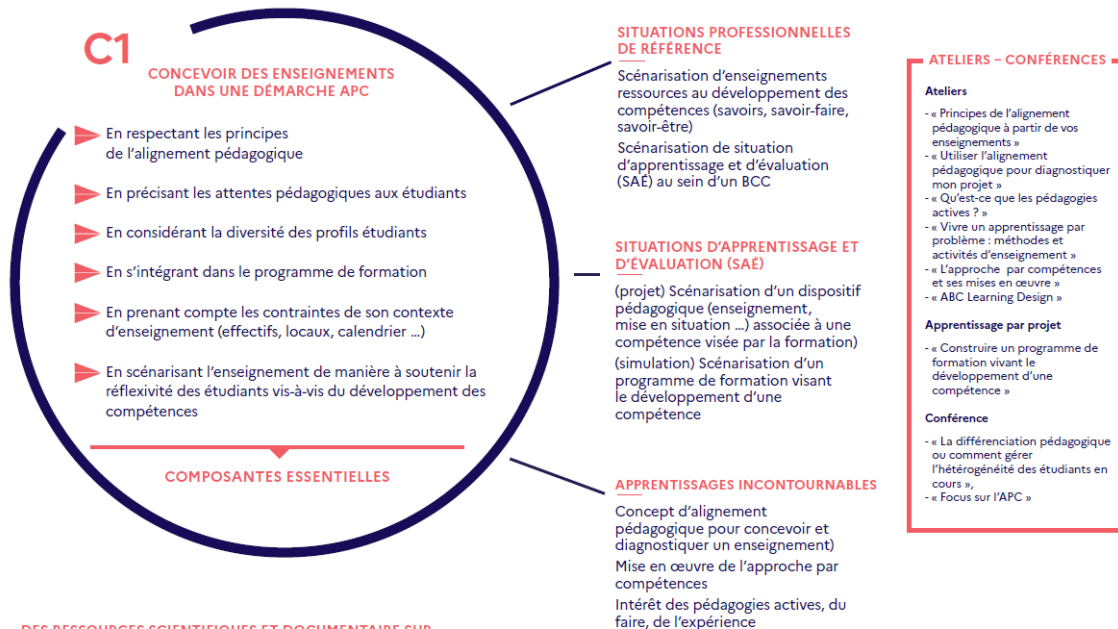 C1
CONCEVOIR DES ENSEIGNEMENTS
DANS UNE DÉMARCHE APC
En respectant les principes
de l'alignement pédagogique
En précisant les attentes pédagogiques aux étudiants
En considérant la diversité des profils étudiants
En s'intégrant dans le programme de formation
En prenant compte les contraintes de son contexte
d'enseignement (effectifs, locaux, calendrier ...)
En scénarisant l'enseignement de manière à soutenir la
réflexivité des étudiants vis-à-vis du développement des
compétences
COMPOSANTES ESSENTIELLES
SITUATIONS PROFESSIONNELLES
DE RÉFÉRENCE
Scénarisation d'enseignements
ressources au développement des
compétences (savoirs, savoir-faire,
savoir-être)
Scénarisation de situation
d'apprentissage et d'évaluation
(SAÉ) au sein d'un BCC
SITUATIONS D'APPRENTISSAGE ET
D'ÉVALUATION (SAÉ)
(projet) Scénarisation d'un dispositif
pédagogique (enseignement,
mise en situation ...) associée à une
compétence visée par la formation)
(simulation) Scénarisation d'un
programme de formation visant
le développement d'une
compétence
APPRENTISSAGES INCONTOURNABLES
Concept d'alignement
pédagogique pour concevoir et
diagnostiquer un enseignement)
Mise en œuvre de l'approche par
compétences
Intérêt des pédagogies actives, du
faire, de l'expérience
ATELIERS – CONFÉRENCES
Ateliers
- « Principes de l'alignement
pédagogique à partir de vos
enseignements »
- « Utiliser l'alignement
pédagogique pour diagnostiquer
mon projet »
- « Qu'est-ce que les pédagogies
actives ? »
- « Vivre un apprentissage par
problème : méthodes et
activités d'enseignement »
- « L'approche par compétences
et ses mises en œuvre »
- « ABC Learning Design »
Apprentissage par projet
- « Construire un programme de
formation vivant le
développement d'une
compétence »
Conférence
- « La différenciation pédagogique
ou comment gérer
l'hétérogénéité des étudiants en
cours »,
- « Focus sur l'APC »
DES RESSOURCES SCIENTIFIQUES ET DOCUMENTAIRE SUR